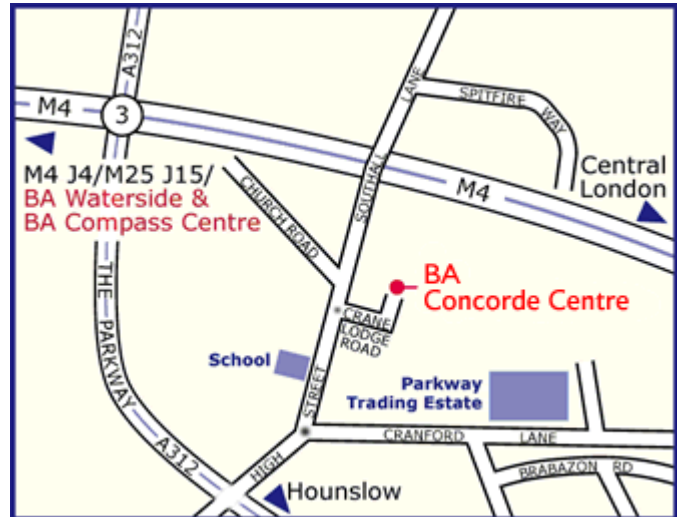 A312
M4
3
SPITFIRE
WAY
LANE
SOUTHALL
M4
Central
London
M4 J4/M25 J15/
BA Waterside &
BA Compass Centre
CHURCH ROAD
BA
Concorde Centre
CRANE
LODGE
ROAD
THE PARKWAY
School
Parkway
Trading Estate
STREET
CRANFORD
LANE
A312
HIGH
BRABAZON RD
Hounslow